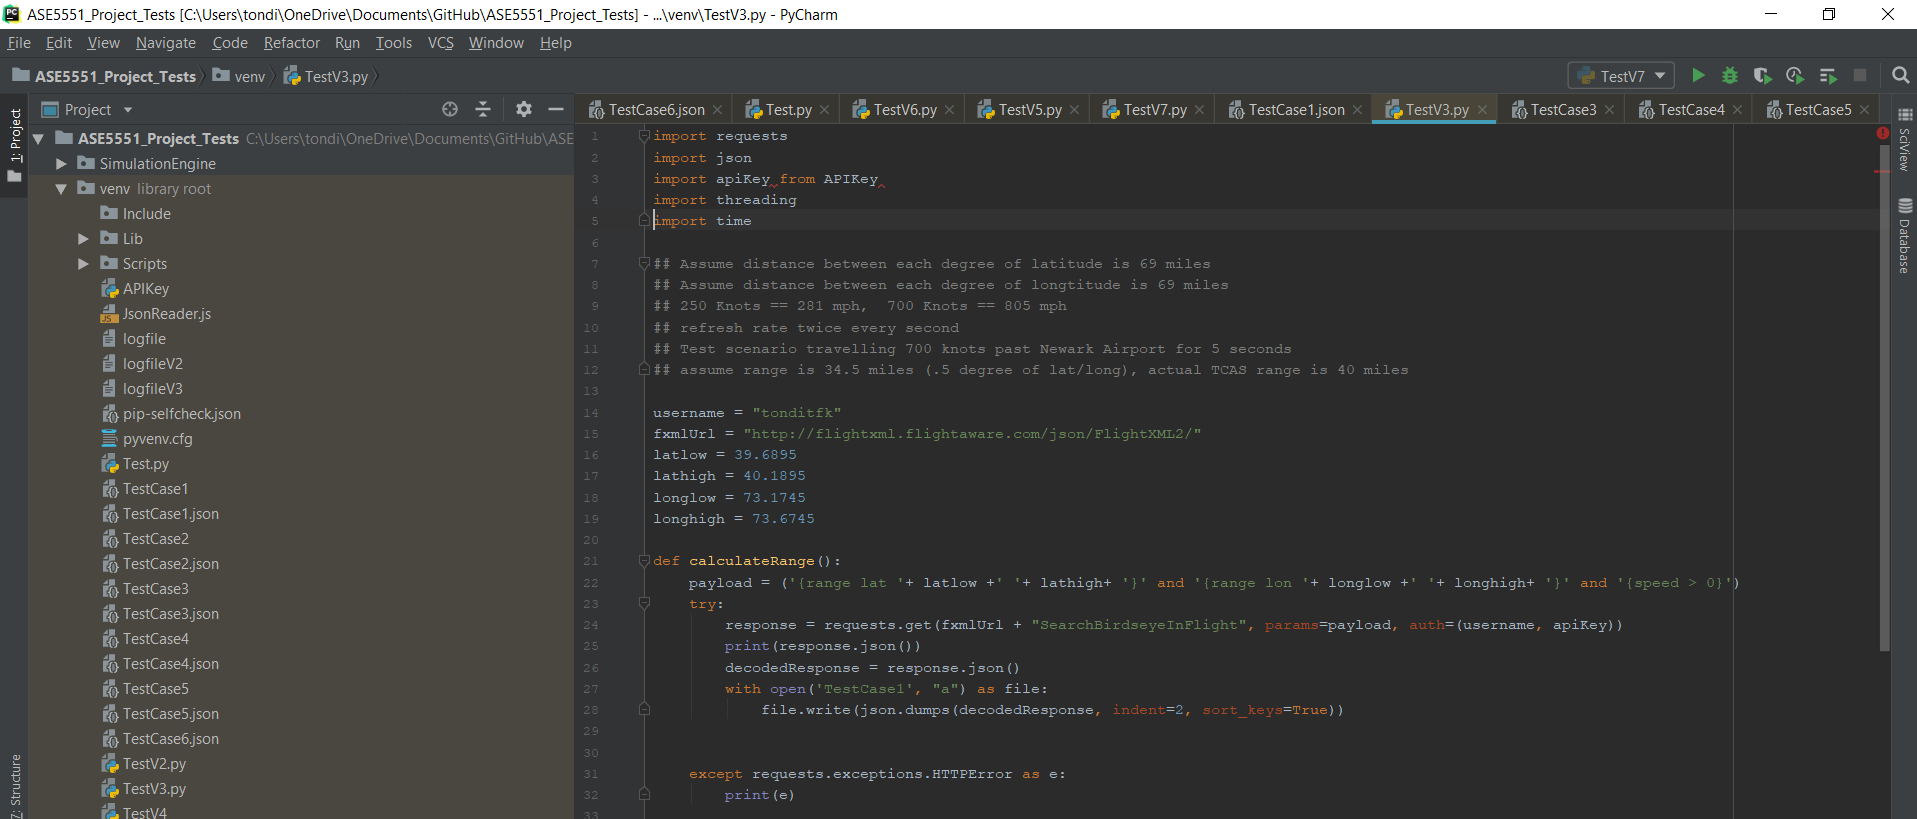 ASE5551_Project_Tests [C:\Users\tondi\OneDrive\Documents\GitHub\ASE5551_Project_Tests] - ...\venv\TestV3.py - PyCharm
File Edit View Navigate Code Refactor Run Tools VCS Window Help
ASE5551_Project_Tests venv TestV3.py TestV7
Project
TestCase6.json Test.py TestV6.py TestV5.py TestV7.py TestCase1.json TestV3.py TestCase3 TestCase4 TestCase5
1: Project
7: Structure
ASE5551_Project_Tests C:\Users\tondi\OneDrive\Documents\GitHub\ASE
SimulationEngine
venv library root
Include
Lib
Scripts
APIKey
JsonReader.js
logfile
logfileV2
logfileV3
pip-selfcheck.json
pyvenv.cfg
Test.py
TestCase1
TestCase1.json
TestCase2
TestCase2.json
TestCase3
TestCase3.json
TestCase4
TestCase4.json
TestCase5
TestCase5.json
TestCase6.json
TestV2.py
TestV3.py
TestV4
1 import requests
2 import json
3 import apiKey from APIKey
4 import threading
5 import time
6
7 ## Assume distance between each degree of latitude is 69 miles
8 ## Assume distance between each degree of longtitude is 69 miles
9 ## 250 Knots == 281 mph,  700 Knots == 805 mph
10 ## refresh rate twice every second
11 ## Test scenario travelling 700 knots past Newark Airport for 5 seconds
12 ## assume range is 34.5 miles (.5 degree of lat/long), actual TCAS range is 40 miles
13
14 username = "tonditfk"
15 fxmlUrl = "http://flightxml.flightaware.com/json/FlightXML2/"
16 latlow = 39.6895
17 lathigh = 40.1895
18 longlow = 73.1745
19 longhigh = 73.6745
20
21 def calculateRange():
22 payload = ('{range lat '+ latlow +' '+ lathigh+ '}' and '{range lon '+ longlow +' '+ longhigh+ '}' and '{speed > 0}')
23 try:
24 response = requests.get(fxmlUrl + "SearchBirdseyeInFlight", params=payload, auth=(username, apiKey))
25 print(response.json())
26 decodedResponse = response.json()
27 with open('TestCase1', "a") as file:
28 file.write(json.dumps(decodedResponse, indent=2, sort_keys=True))
29
30
31 except requests.exceptions.HTTPError as e:
32 print(e)
33
SciView
Database